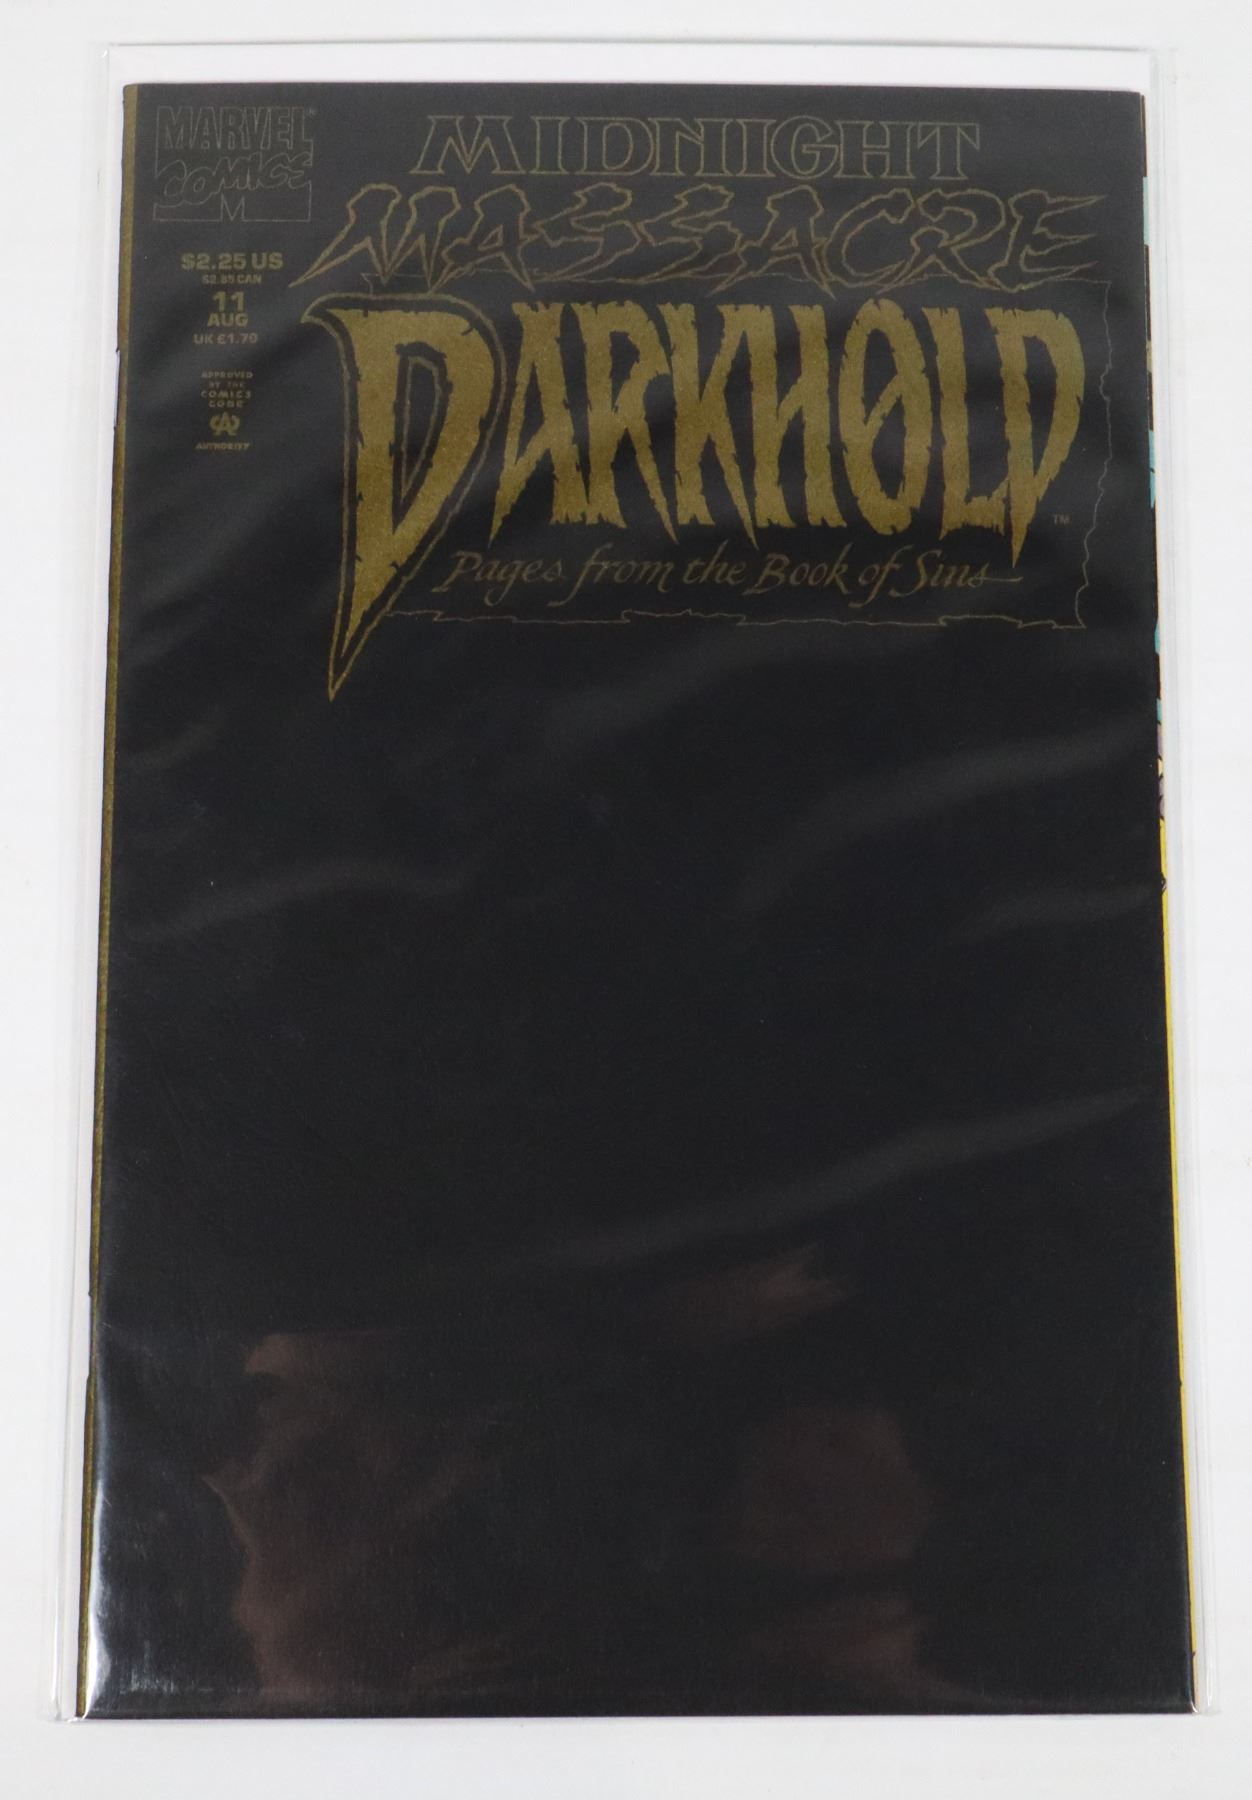 MARVEL
COMICS
M
$2.25 US
$2.85 CAN
11
AUG
UK £1.70
APPROVED
BY THE
COMICS
CODE
CA
AUTHORITY
MIDNIGHT
MASSACRE
DARKHOLD
TM
Pages from the Book of Sins